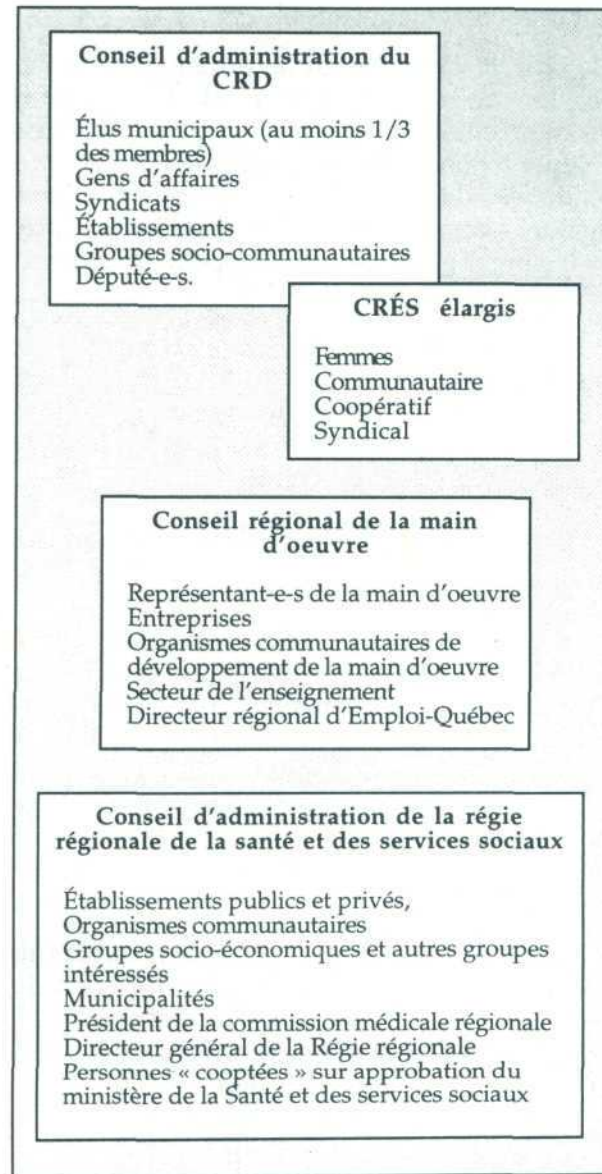 Conseil d'administration du
CRD
Élus municipaux (au moins 1/3
des membres)
Gens d'affaires
Syndicats
Établissements
Groupes socio-communautaires
Député-e-s.
CRÉS élargis
Femmes
Communautaire
Coopératif
Syndical
Conseil régional de la main
d'oeuvre
Représentant-e-s de la main d'oeuvre
Entreprises
Organismes communautaires de
développement de la main d'oeuvre
Secteur de l'enseignement
Directeur régional d'Emploi-Québec
Conseil d'administration de la régie
régionale de la santé et des services sociaux
Établissements publics et privés,
Organismes communautaires
Groupes socio-économiques et autres groupes
intéressés
Municipalités
Président de la commission médicale régionale
Directeur général de la Régie régionale
Personnes « cooptées » sur approbation du
ministère de la Santé et des services sociaux